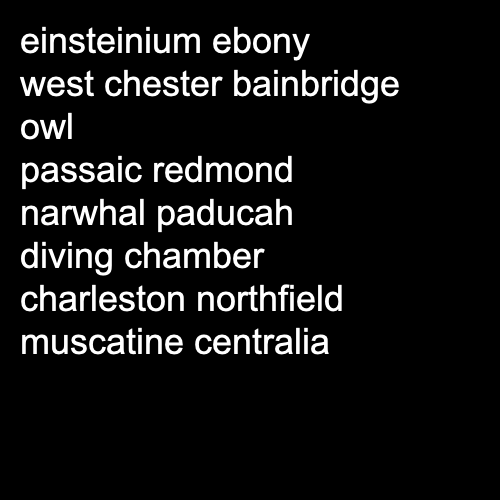 einsteinium ebony
west chester bainbridge
owl
passaic redmond
narwhal paducah
diving chamber
charleston northfield
muscatine centralia